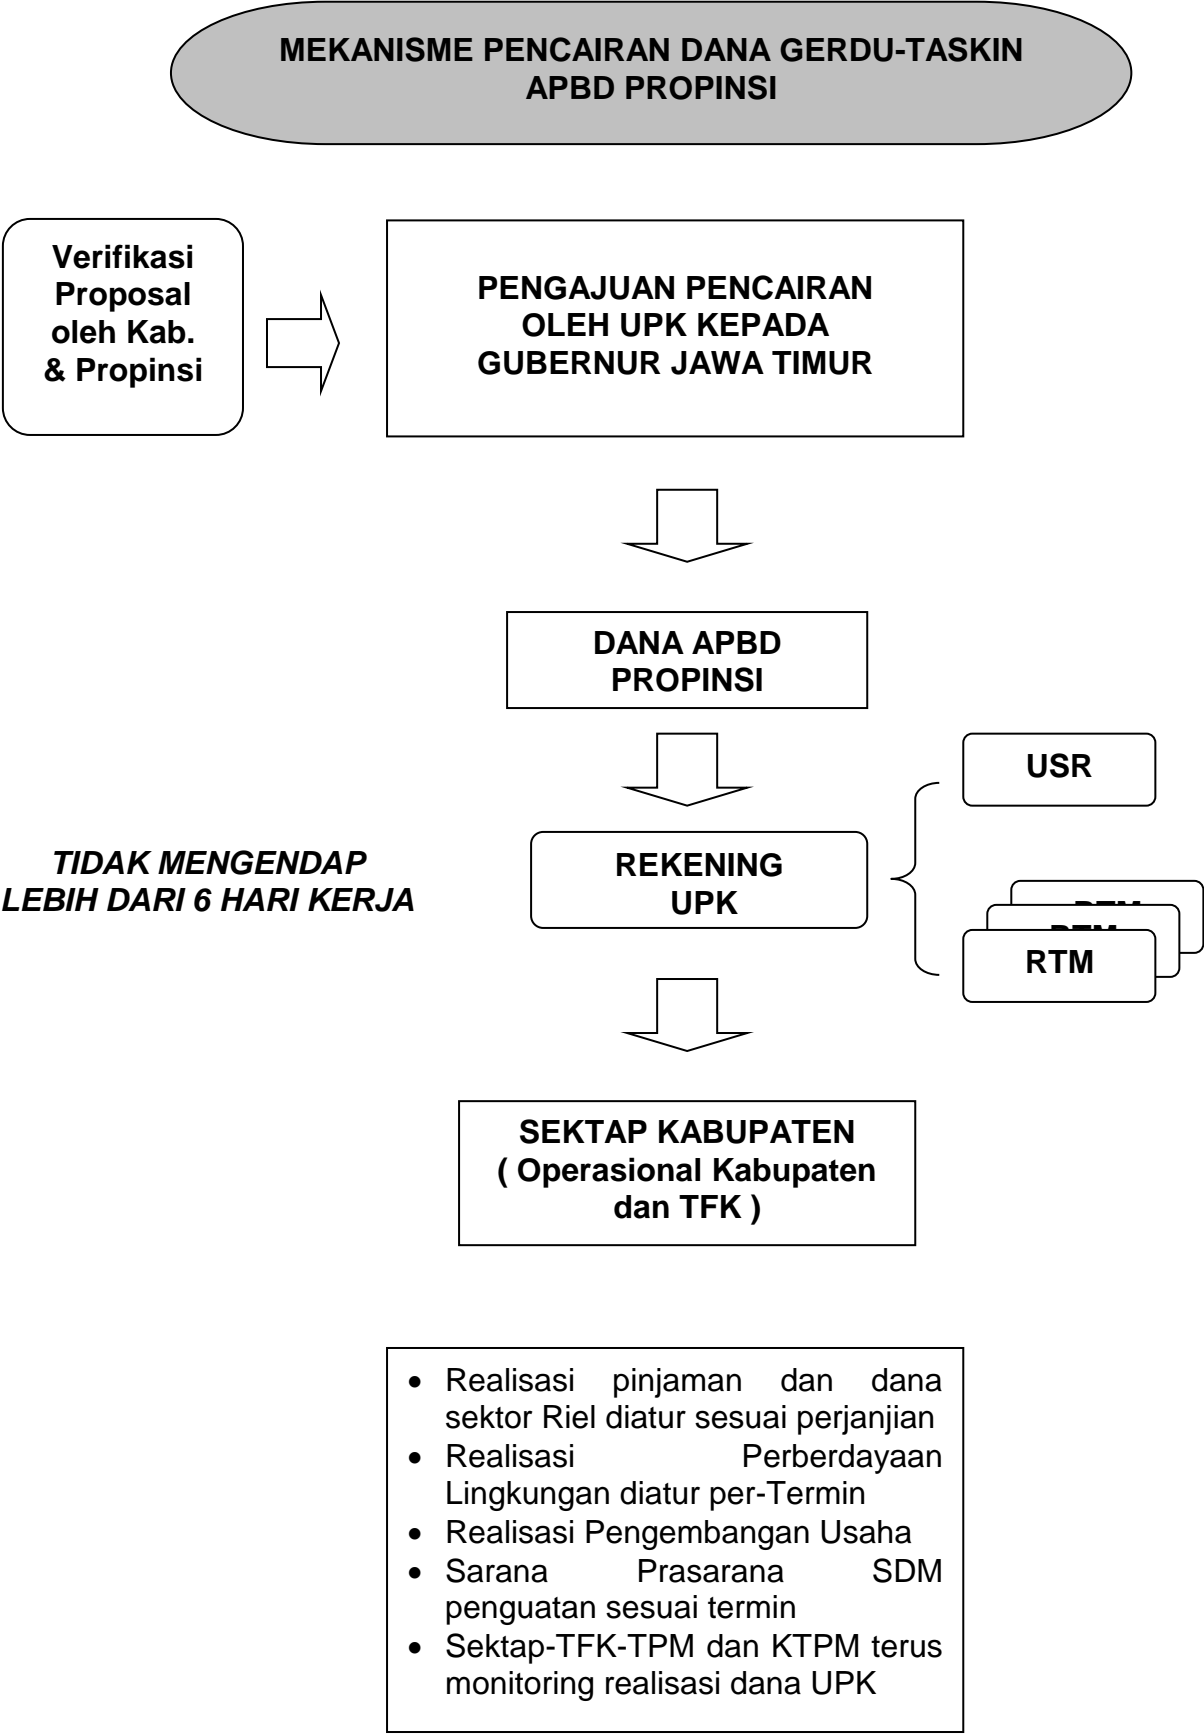 MEKANISME PENCAIRAN DANA GERDU-TASKIN
APBD PROPINSI
Verifikasi
Proposal
oleh Kab.
& Propinsi
PENGAJUAN PENCAIRAN
OLEH UPK KEPADA
GUBERNUR JAWA TIMUR
DANA APBD
PROPINSI
USR
TIDAK MENGENDAP
LEBIH DARI 6 HARI KERJA
REKENING
UPK
RTM
RTM
RTM
SEKTAP KABUPATEN
( Operasional Kabupaten
dan TFK )
• Realisasi pinjaman dan dana
sektor Riel diatur sesuai perjanjian
• Realisasi Perberdayaan
Lingkungan diatur per-Termin
• Realisasi Pengembangan Usaha
• Sarana Prasarana SDM
penguatan sesuai termin
• Sektap-TFK-TPM dan KTPM terus
monitoring realisasi dana UPK